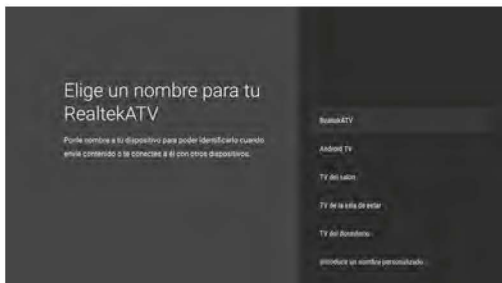 Elige un nombre para tu
RealtekATV
Ponle nombre a tu dispositivo para poder identificarlo cuando
envíe contenido o te conectes a él con otros dispositivos.
RealtekATV
Android TV
TV del salón
TV de la sala de estar
TV del dormitorio
Introduce un nombre personalizado